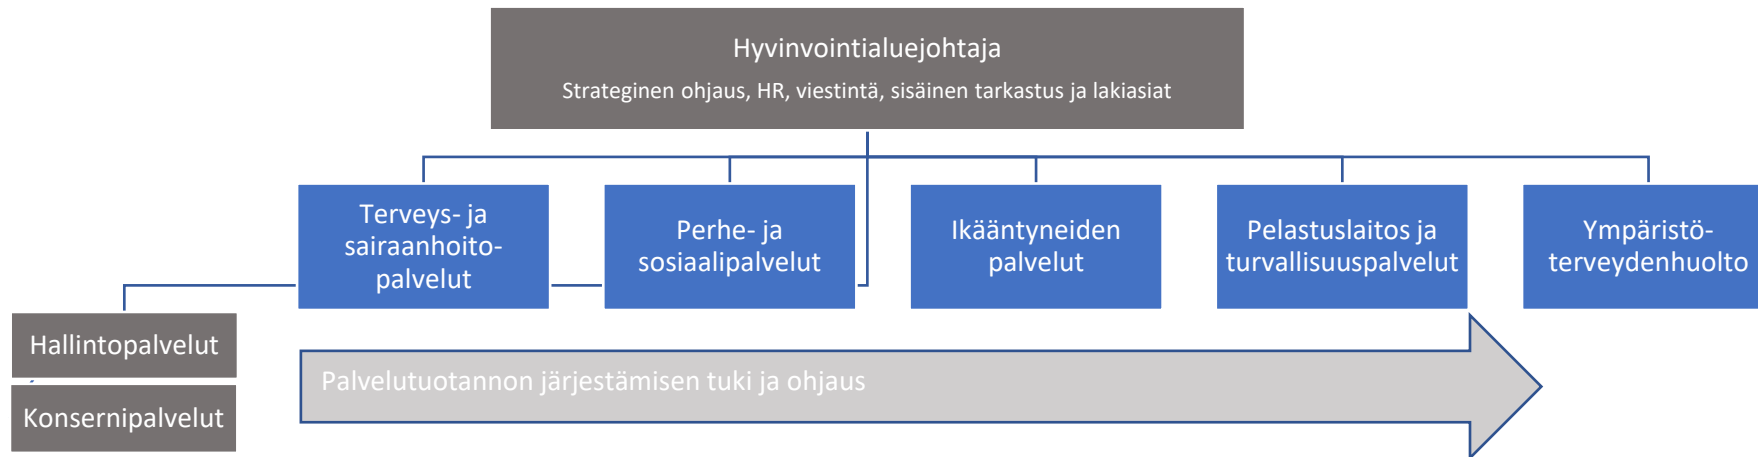 Hyvinvointialuejohtaja
Strateginen ohjaus, HR, viestintä, sisäinen tarkastus ja lakiasiat
Terveys- ja
sairaanhoito-
palvelut
Perhe- ja
sosiaalipalvelut
Ikääntyneiden
palvelut
Pelastuslaitos ja
turvallisuuspalvelut
Ympäristö-
terveydenhuolto
Hallintopalvelut
Konsernipalvelut
Palvelutuotannon järjestämisen tuki ja ohjaus